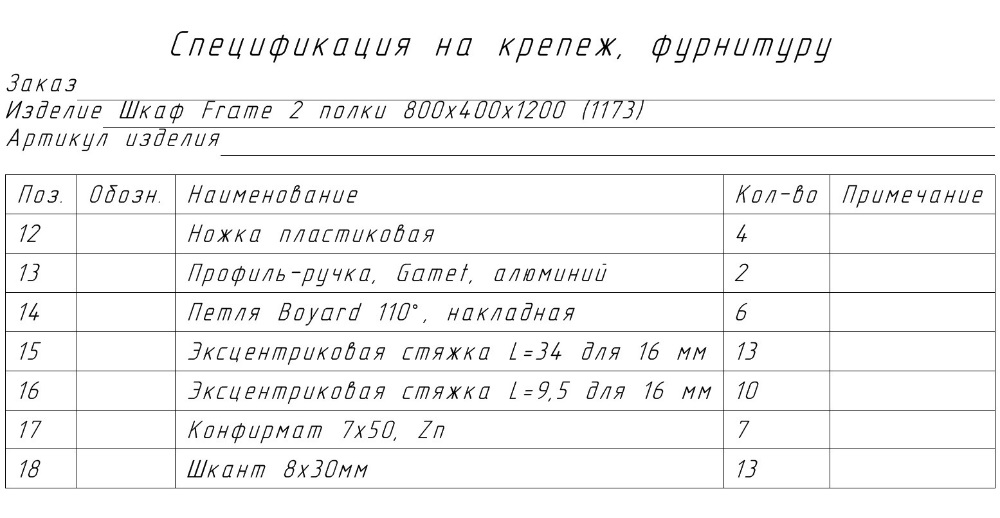 Спецификация на крепеж, фурнитуру
Заказ
Изделие Шкаф Frame 2 полки 800х400х1200 (1173)
Артикул изделия
Поз. Обозн. Наименование Кол-во Примечание
12 Ножка пластиковая 4
13 Профиль-ручка, Gamet, алюминий 2
14 Петля Boyard 110°, накладная 6
15 Эксцентриковая стяжка L=34 для 16 мм 13
16 Эксцентриковая стяжка L=9,5 для 16 мм 10
17 Конфирмат 7х50, Zn 7
18 Шкант 8х30мм 13